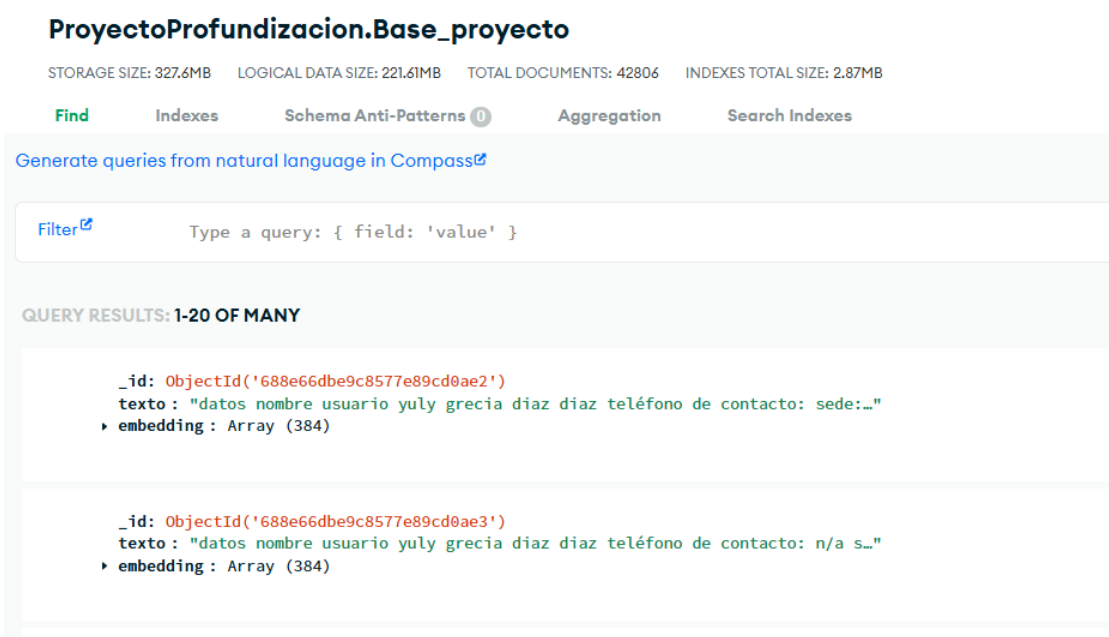 ProyectoProfundizacion.Base_proyecto
STORAGE SIZE: 327.6MB LOGICAL DATA SIZE: 221.61MB TOTAL DOCUMENTS: 42806 INDEXES TOTAL SIZE: 2.87MB
Find Indexes Schema Anti-Patterns 0 Aggregation Search Indexes
Generate queries from natural language in Compass
Filter Type a query: { field: 'value' }
QUERY RESULTS: 1-20 OF MANY
_id: ObjectId('688e66dbe9c8577e89cd0ae2')
texto : "datos nombre usuario yuly grecia diaz diaz teléfono de contacto: sede:…"
embedding : Array (384)
_id: ObjectId('688e66dbe9c8577e89cd0ae3')
texto : "datos nombre usuario yuly grecia diaz diaz teléfono de contacto: n/a s…"
embedding : Array (384)